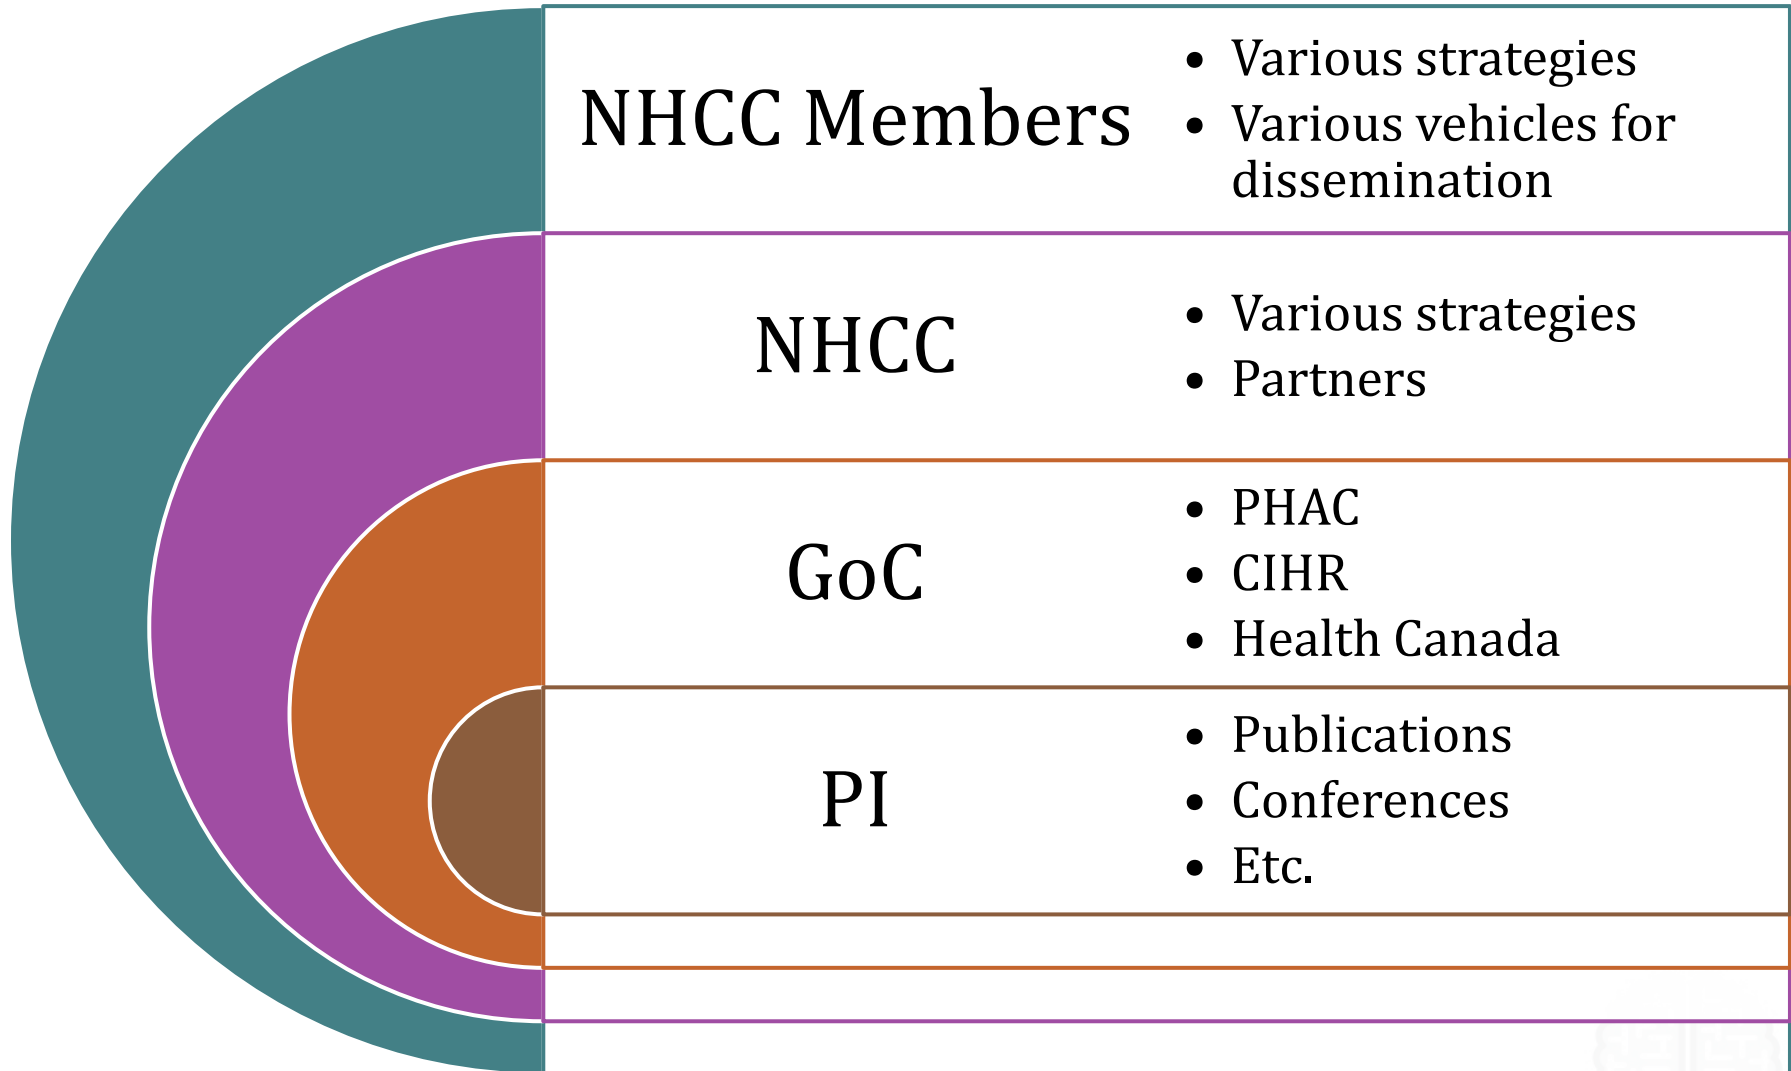 NHCC Members
• Various strategies
• Various vehicles for
dissemination
NHCC
• Various strategies
• Partners
GoC
• PHAC
• CIHR
• Health Canada
PI
• Publications
• Conferences
• Etc.